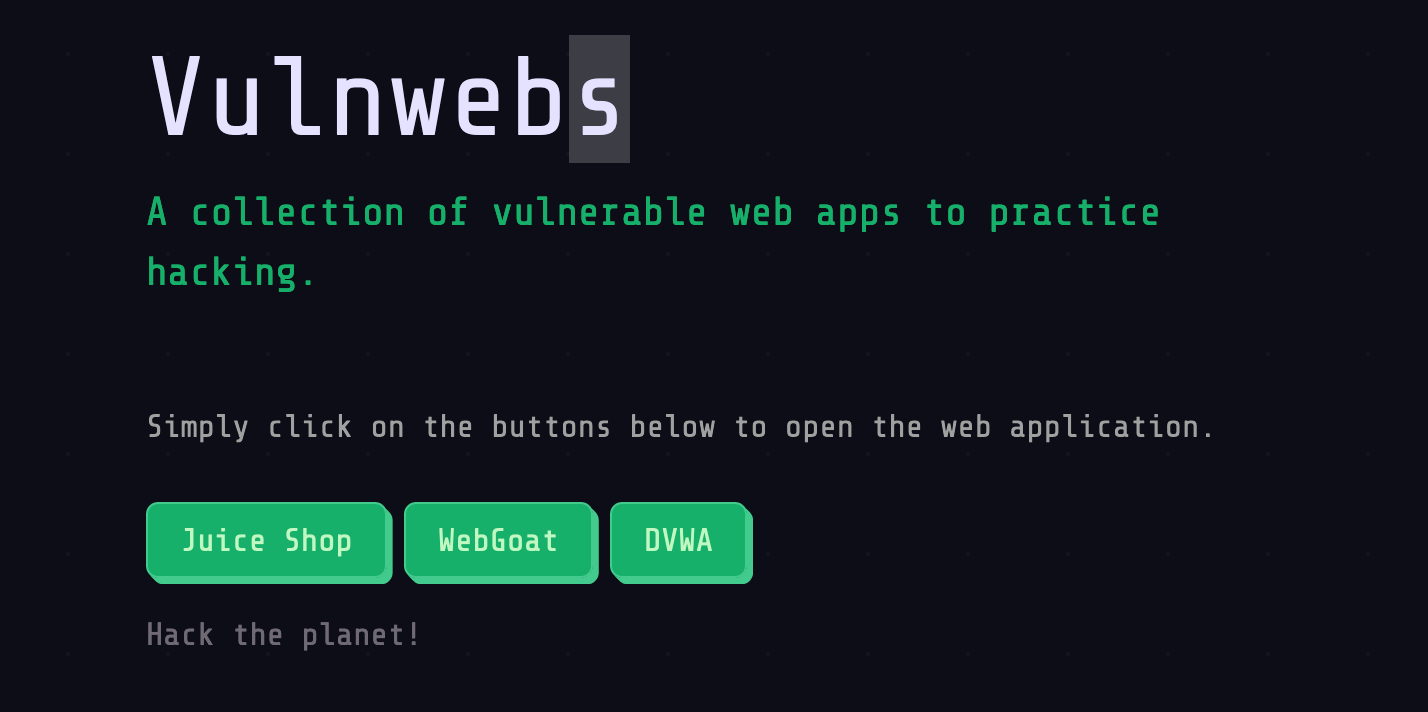 Vulnwebs
A collection of vulnerable web apps to practice
hacking.
Simply click on the buttons below to open the web application.
Juice Shop WebGoat DVWA
Hack the planet!